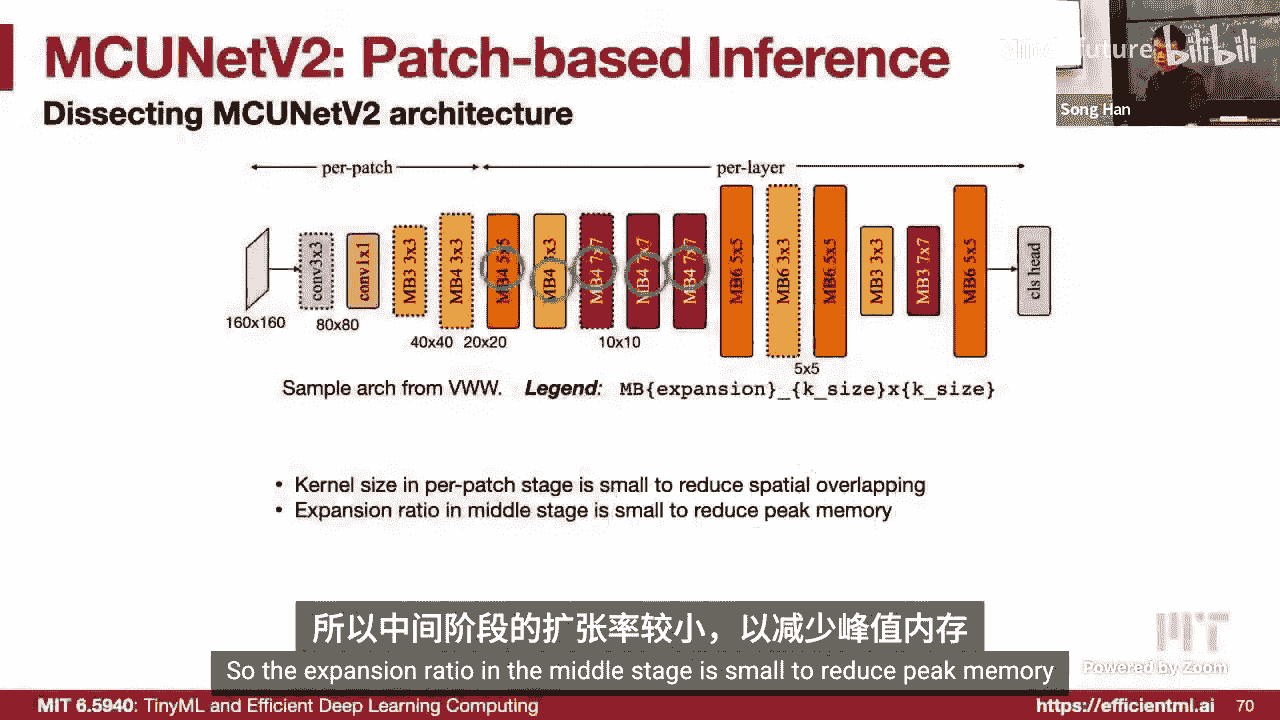 MCUNetV2: Patch-based Inference
bilibili
Song Han
Dissecting MCUNetV2 architecture
per-patch
per-layer
conv3x3
conv1x1
MB3 3x3
MB4 3x3
MB4 5x5
MB4 3x3
MB4 7x7
MB4 7x7
MB4 7x7
MB6 5x5
MB6 3x3
MB6 5x5
MB3 3x3
MB3 7x7
MB6 5x5
cls head
160x160
80x80
40x40
20x20
10x10
5x5
Sample arch from VWW. Legend: MB{expansion}_{k_size}x{k_size}
• Kernel size in per-patch stage is small to reduce spatial overlapping
• Expansion ratio in middle stage is small to reduce peak memory
所以中间阶段的扩张率较小，以减少峰值内存
So the expansion ratio in the middle stage is small to reduce peak memory
Powered by Zoom
MIT 6.5940: TinyML and Efficient Deep Learning Computing
https://efficientml.ai
70